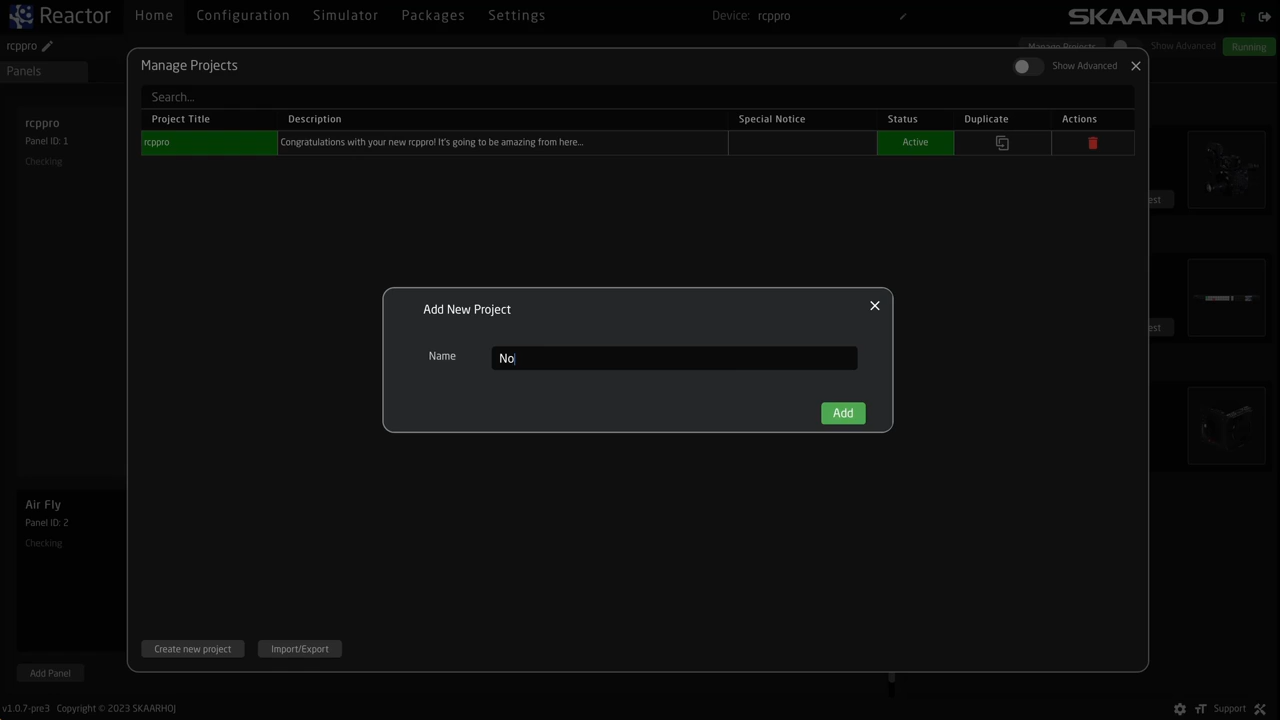 Reactor Home Configuration Simulator Packages Settings Device: rcppro SKAARHOJ
rcppro Manage Projects Show Advanced Running
Panels
Manage Projects Show Advanced
Search...
Project Title Description Special Notice Status Duplicate Actions
rcppro Congratulations with your new rcppro! It's going to be amazing from here... Active
rcppro
Panel ID: 1
Checking
Add New Project
Name No
Add
Air Fly
Panel ID: 2
Checking
Create new project Import/Export
Add Panel
v1.0.7-pre3 Copyright © 2023 SKAARHOJ Support